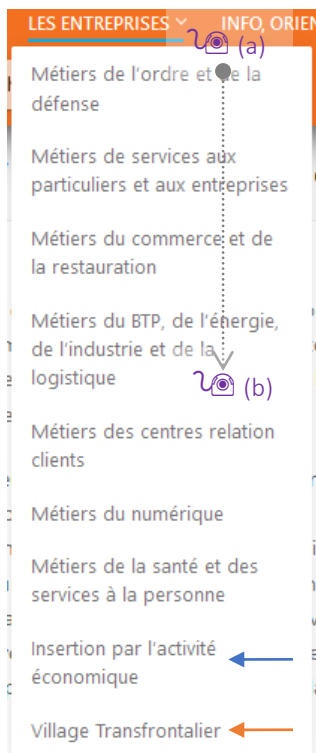 LES ENTREPRISES INFO, ORIEN
(a)
Métiers de l'ordre et de la
défense
Métiers de services aux
particuliers et aux entreprises
Métiers du commerce et de
la restauration
Métiers du BTP, de l'énergie,
de l'industrie et de la
logistique
(b)
Métiers des centres relation
clients
Métiers du numérique
Métiers de la santé et des
services à la personne
Insertion par l'activité
économique
Village Transfrontalier